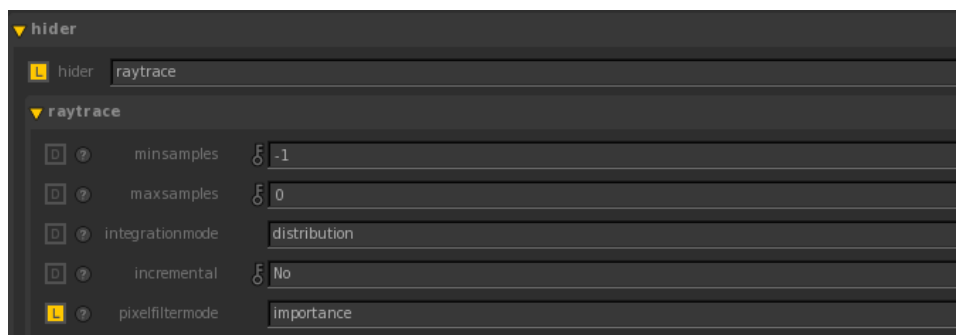 hider
L hider raytrace
raytrace
D ? minsamples -1
D ? maxsamples 0
D ? integrationmode distribution
D ? incremental No
L ? pixelfiltermode importance